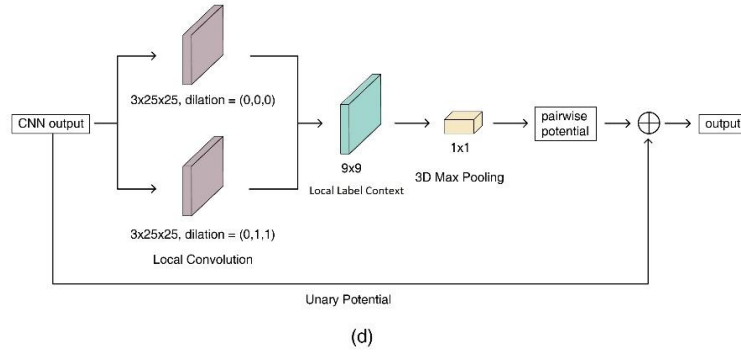 3x25x25, dilation = (0,0,0)
CNN output
3x25x25, dilation = (0,1,1)
Local Convolution
9x9
Local Label Context
1x1
3D Max Pooling
pairwise
potential
output
Unary Potential
(d)